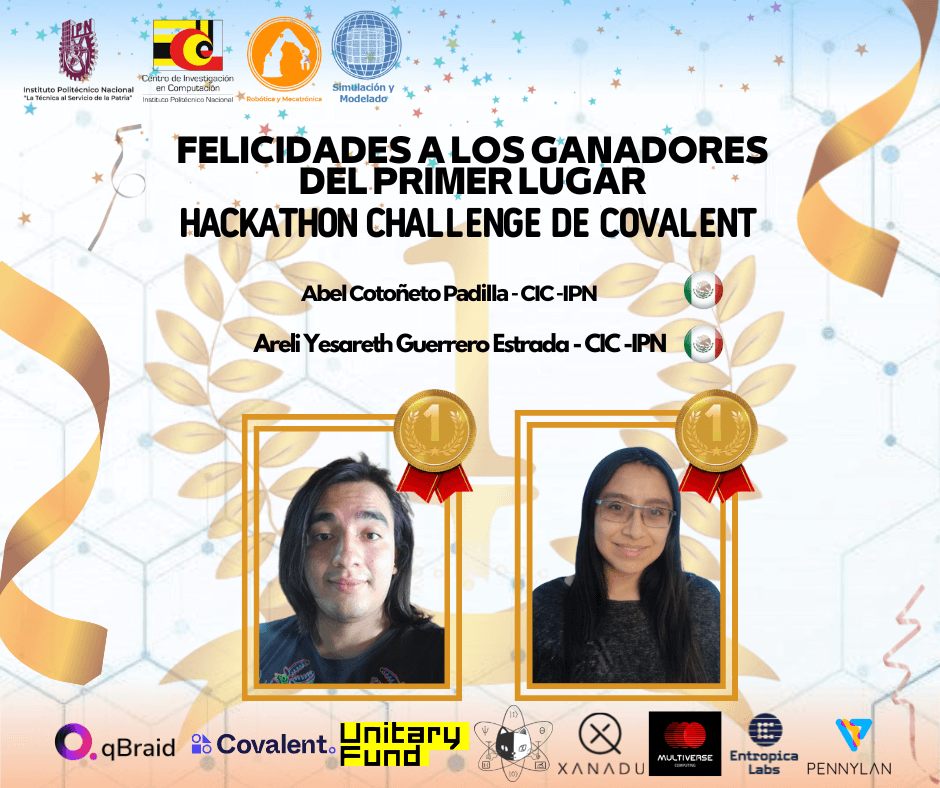 IPN
Instituto Politécnico Nacional
"La Técnica al Servicio de la Patria"
Centro de Investigación
en Computación
Instituto Politécnico Nacional
Robótica y Mecatrónica
Simulación y
Modelado
FELICIDADES A LOS GANADORES
DEL PRIMER LUGAR
HACKATHON CHALLENGE DE COVALENT
Abel Cotoñeto Padilla - CIC -IPN
Areli Yesareth Guerrero Estrada - CIC -IPN
1
1
1
qBraid
Covalent.
Unitary
Fund
XANADU
MULTIVERSE
COMPUTING
Entropica
Labs
PENNYLAN